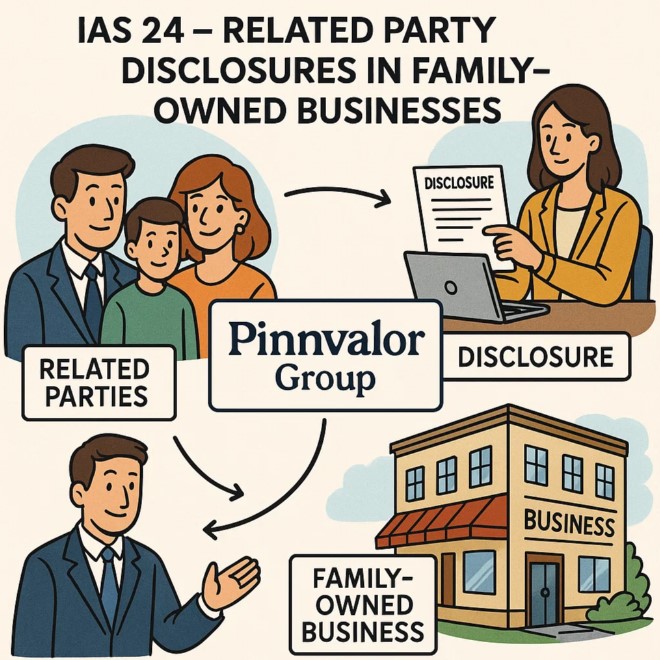 IAS 24 – RELATED PARTY
DISCLOSURES IN FAMILY–
OWNED BUSINESSES
DISCLOSURE
RELATED
PARTIES
Pinnvalor
Group
DISCLOSURE
BUSINESS
FAMILY–
OWNED
BUSINESS